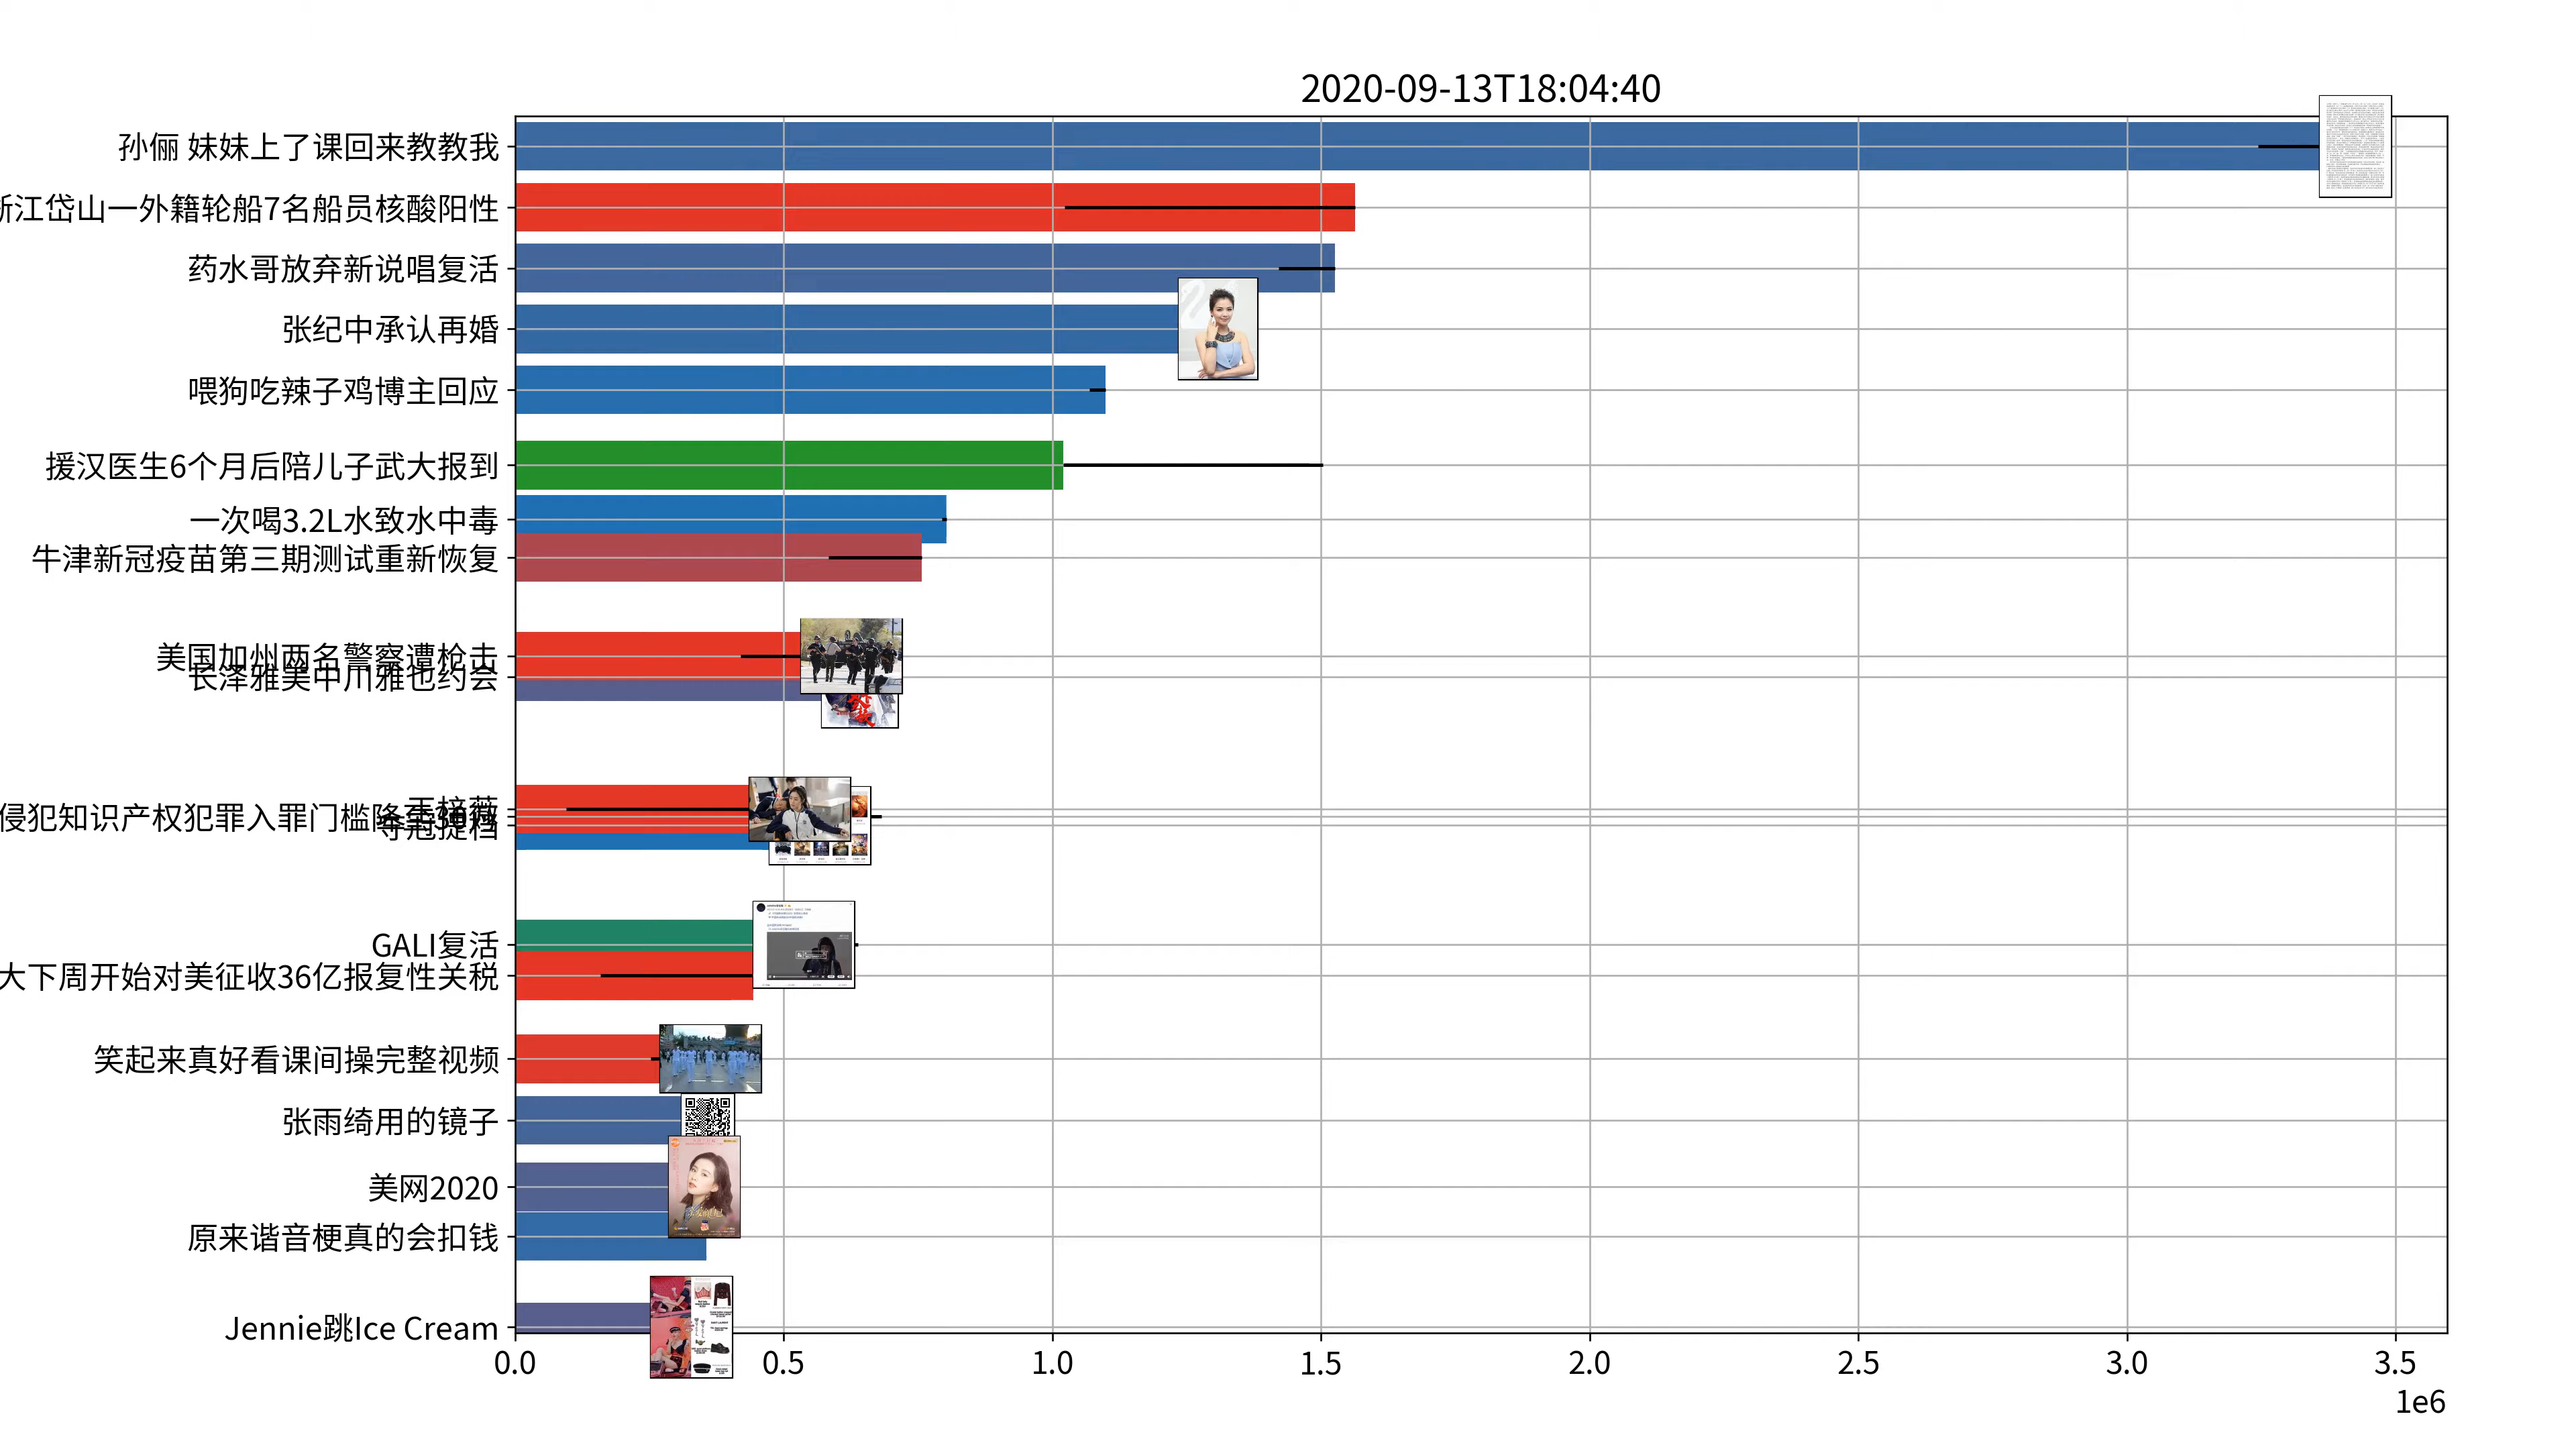 2020-09-13T18:04:40
孙俪 妹妹上了课回来教教我
江岱山一外籍轮船7名船员核酸阳性
药水哥放弃新说唱复活
张纪中承认再婚
喂狗吃辣子鸡博主回应
援汉医生6个月后陪儿子武大报到
一次喝3.2L水致水中毒
牛津新冠疫苗第三期测试重新恢复
美国加州两名警察遭枪击
长泽雅美中川雅也约会
侵犯知识产权犯罪入罪门槛降至
夺冠提档
GALI复活
大下周开始对美征收36亿报复性关税
笑起来真好看课间操完整视频
张雨绮用的镜子
美网2020
原来谐音梗真的会扣钱
Jennie跳Ice Cream
0.0 0.5 1.0 1.5 2.0 2.5 3.0 3.5
1e6